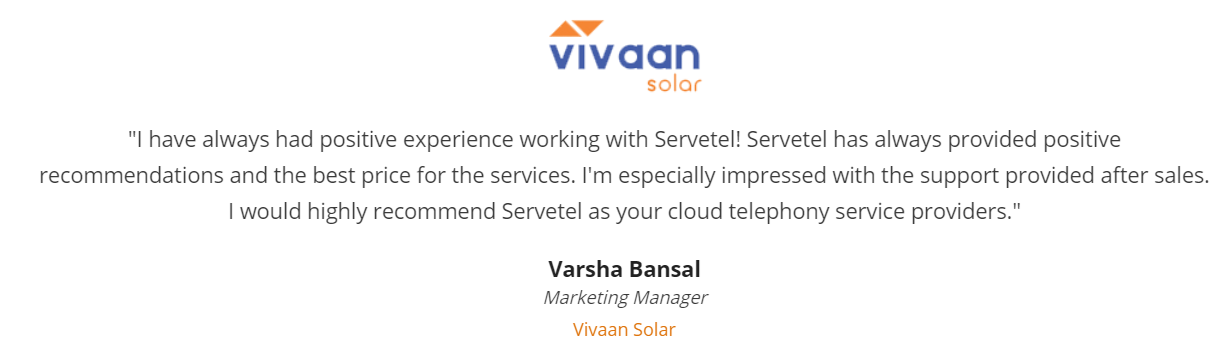 vivaan
solar
"I have always had positive experience working with Servetel! Servetel has always provided positive
recommendations and the best price for the services. I'm especially impressed with the support provided after sales.
I would highly recommend Servetel as your cloud telephony service providers."
Varsha Bansal
Marketing Manager
Vivaan Solar